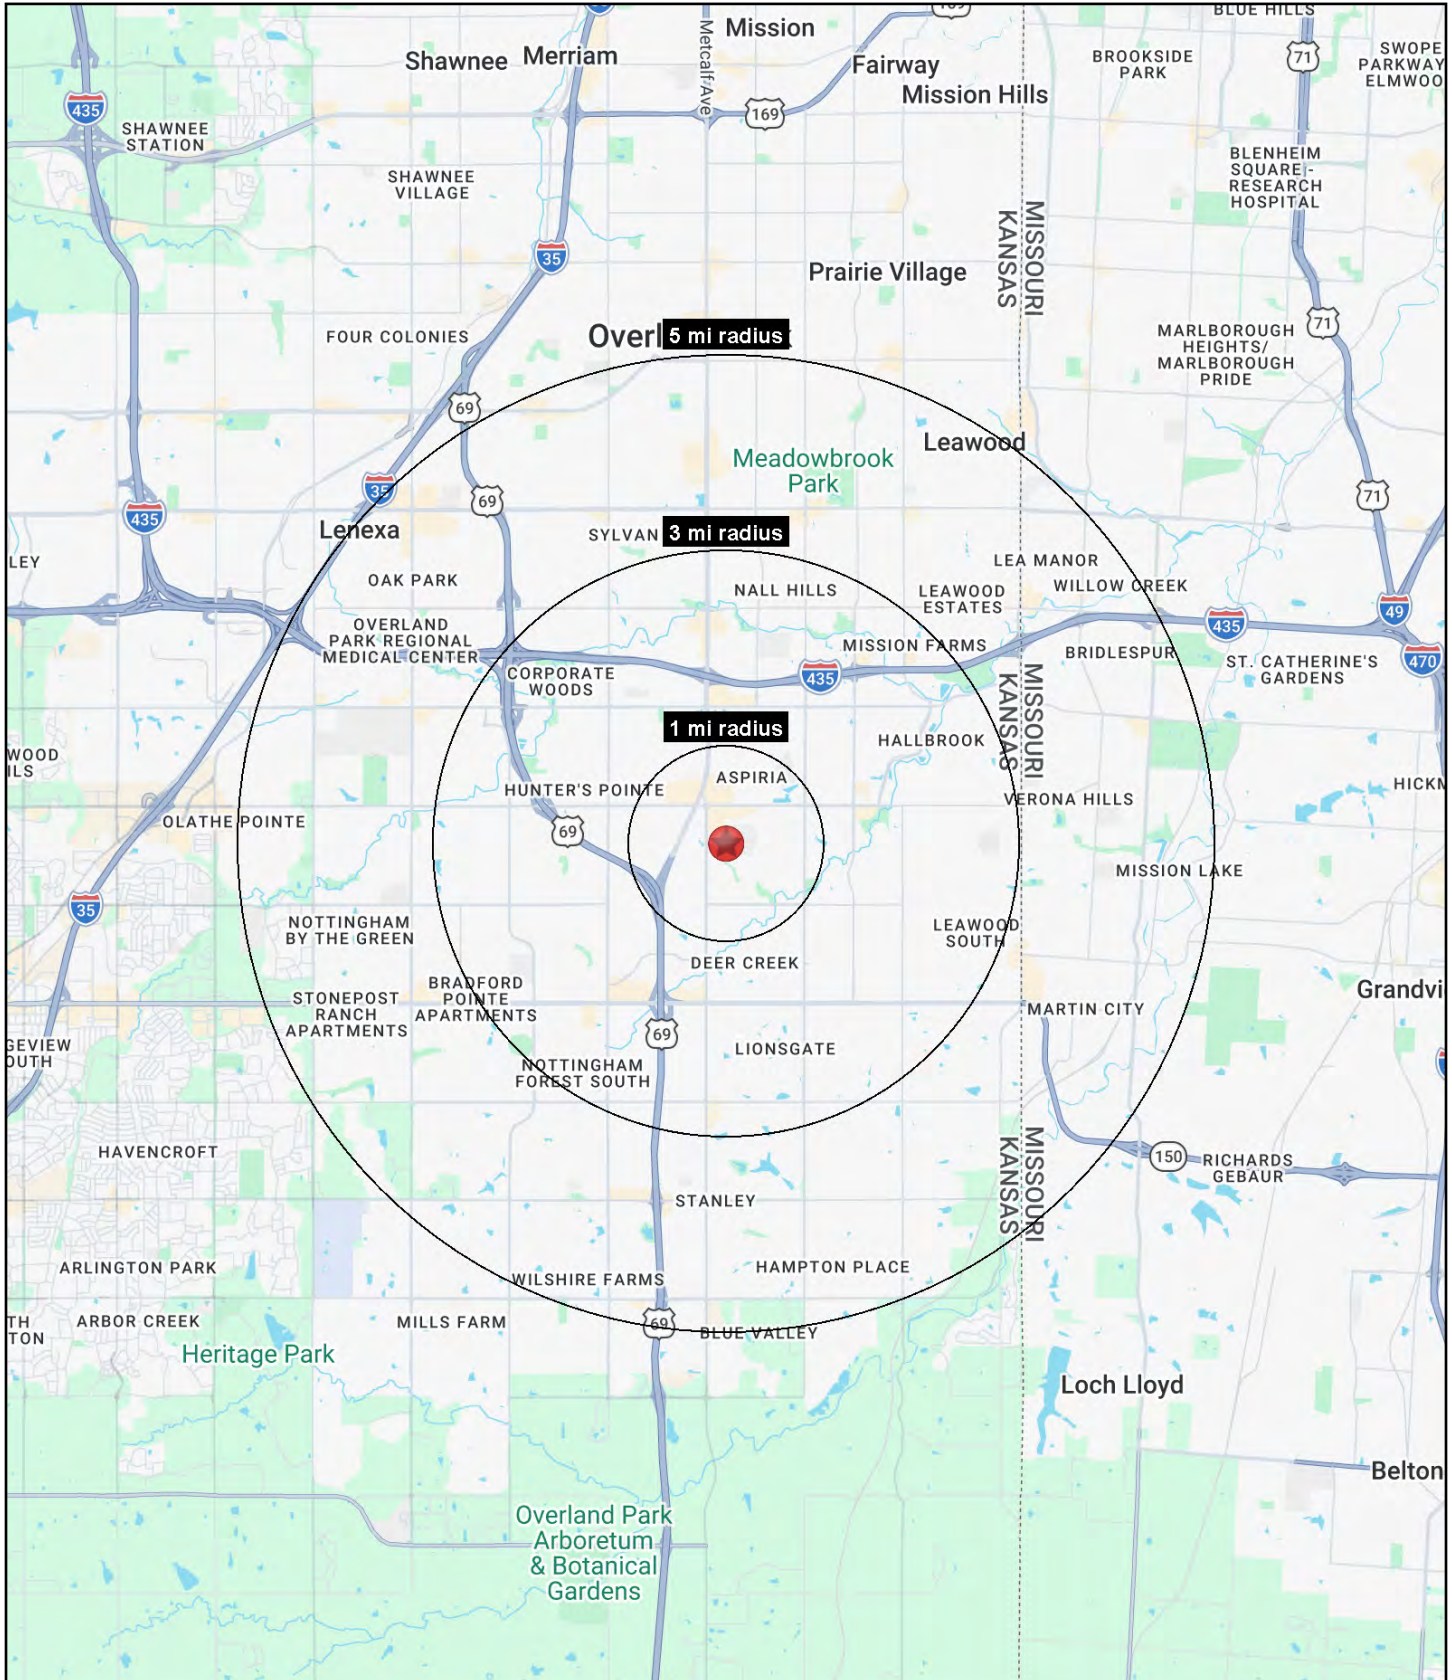 Mission
BLUE HILLS
Metcalf Ave
Shawnee
Merriam
Fairway
BROOKSIDE
PARK
71
SWOPE
PARKWAY
ELMWOO
Mission Hills
435
169
SHAWNEE
STATION
SHAWNEE
VILLAGE
BLENHEIM
SQUARE -
RESEARCH
HOSPITAL
MISSOURI
KANSAS
35
Prairie Village
71
FOUR COLONIES
Overl
5 mi radius
MARLBOROUGH
HEIGHTS/
MARLBOROUGH
PRIDE
69
Leawood
Meadowbrook
Park
35
69
71
435
Lenexa
SYLVAN
3 mi radius
LEY
LEA MANOR
OAK PARK
NALL HILLS
LEAWOOD
ESTATES
WILLOW CREEK
49
OVERLAND
PARK REGIONAL
MEDICAL CENTER
435
MISSION FARMS
BRIDLESPUR
ST. CATHERINE'S
GARDENS
470
CORPORATE
WOODS
435
MISSOURI
KANSAS
1 mi radius
HALLBROOK
WOOD
ILS
ASPIRIA
HUNTER'S POINTE
VERONA HILLS
HICKM
OLATHE POINTE
69
MISSION LAKE
35
NOTTINGHAM
BY THE GREEN
LEAWOOD
SOUTH
DEER CREEK
BRADFORD
POINTE
APARTMENTS
STONEPOST
RANCH
APARTMENTS
Grandvi
MARTIN CITY
69
GEVIEW
OUTH
LIONSGATE
NOTTINGHAM
FOREST SOUTH
HAVENCROFT
MISSOURI
KANSAS
150
RICHARDS
GEBAUR
STANLEY
ARLINGTON PARK
HAMPTON PLACE
WILSHIRE FARMS
TH
TON
ARBOR CREEK
MILLS FARM
69
BLUE VALLEY
Heritage Park
Loch Lloyd
Belton
Overland Park
Arboretum
& Botanical
Gardens